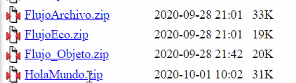 FlujoArchivo.zip 2020-09-28 21:01 33K
FlujoEco.zip 2020-09-28 21:01 19K
Flujo_Objeto.zip 2020-09-28 21:42 20K
HolaMundo.zip 2020-10-01 10:02 31K